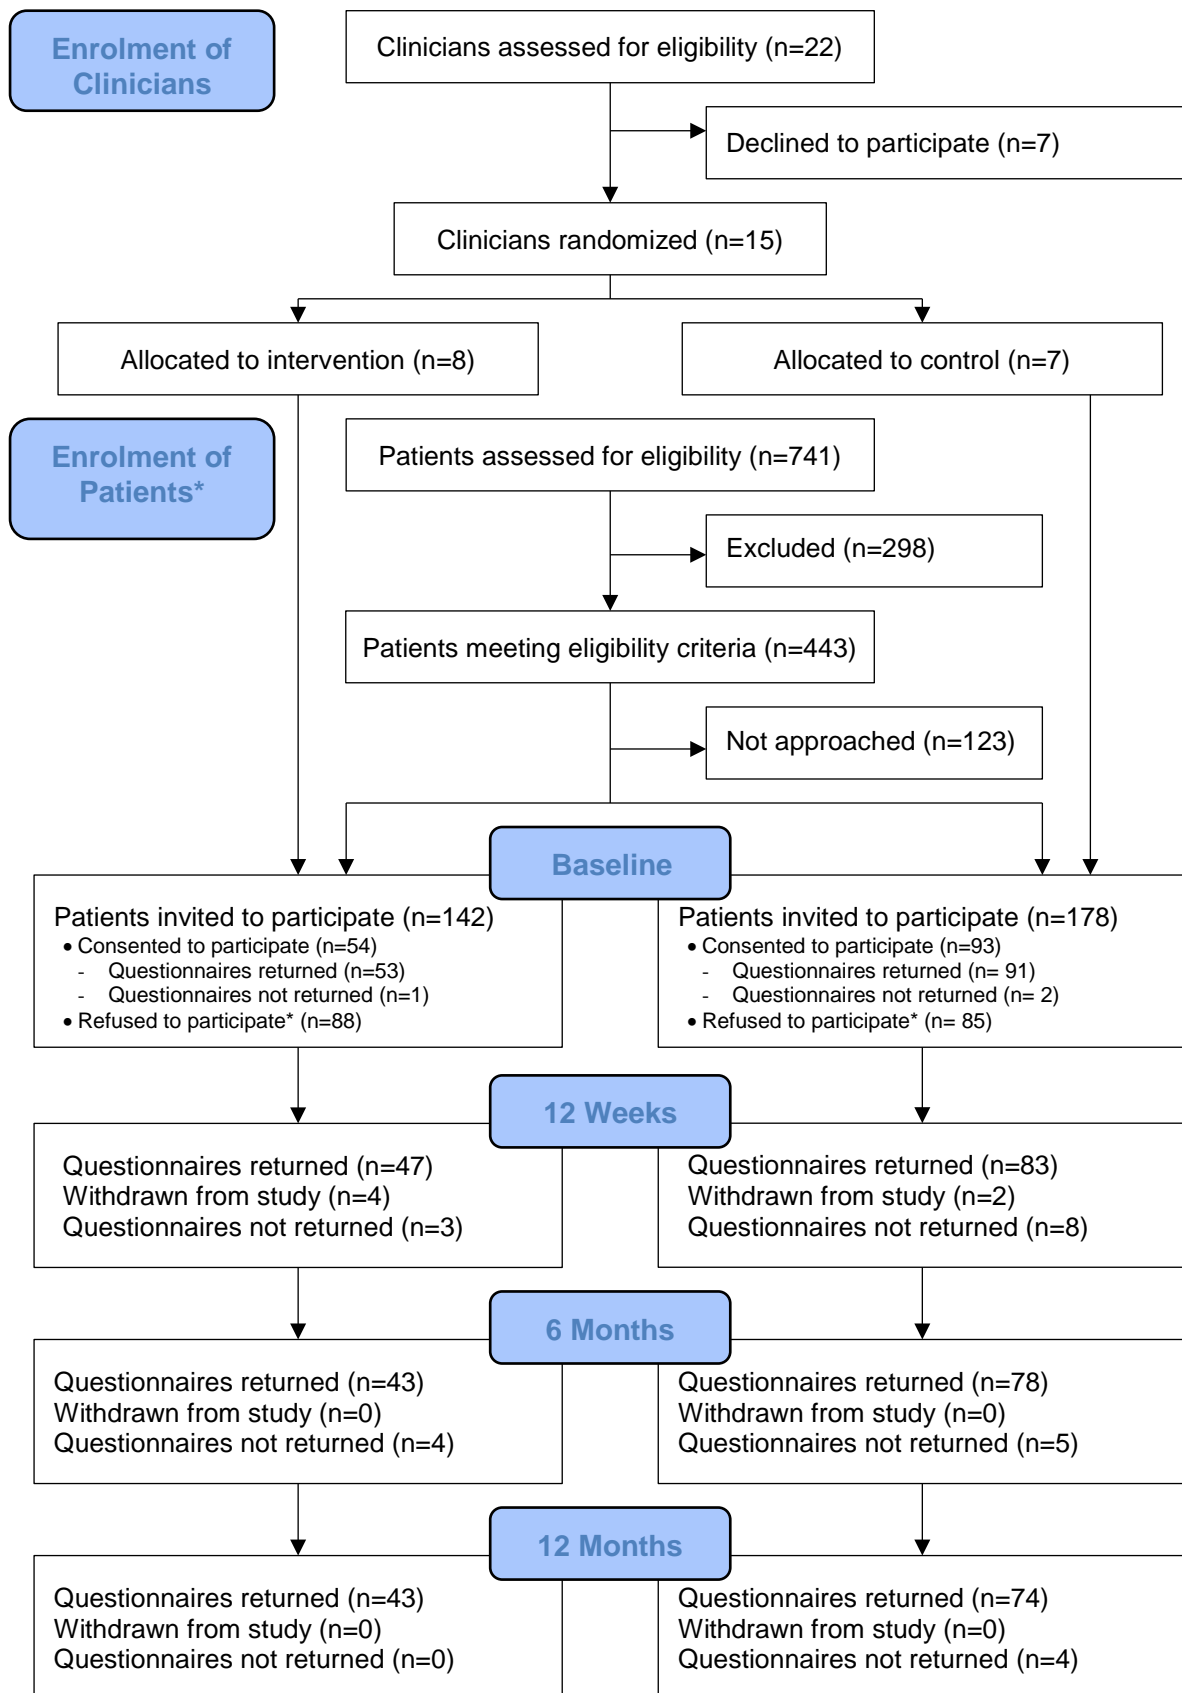 Enrolment of
Clinicians
Clinicians assessed for eligibility (n=22)
Declined to participate (n=7)
Clinicians randomized (n=15)
Allocated to intervention (n=8)
Allocated to control (n=7)
Enrolment of
Patients*
Patients assessed for eligibility (n=741)
Excluded (n=298)
Patients meeting eligibility criteria (n=443)
Not approached (n=123)
Baseline
Patients invited to participate (n=142)
• Consented to participate (n=54)
- Questionnaires returned (n=53)
- Questionnaires not returned (n=1)
• Refused to participate* (n=88)
Patients invited to participate (n=178)
• Consented to participate (n=93)
- Questionnaires returned (n= 91)
- Questionnaires not returned (n= 2)
• Refused to participate* (n= 85)
12 Weeks
Questionnaires returned (n=47)
Withdrawn from study (n=4)
Questionnaires not returned (n=3)
Questionnaires returned (n=83)
Withdrawn from study (n=2)
Questionnaires not returned (n=8)
6 Months
Questionnaires returned (n=43)
Withdrawn from study (n=0)
Questionnaires not returned (n=4)
Questionnaires returned (n=78)
Withdrawn from study (n=0)
Questionnaires not returned (n=5)
12 Months
Questionnaires returned (n=43)
Withdrawn from study (n=0)
Questionnaires not returned (n=0)
Questionnaires returned (n=74)
Withdrawn from study (n=0)
Questionnaires not returned (n=4)